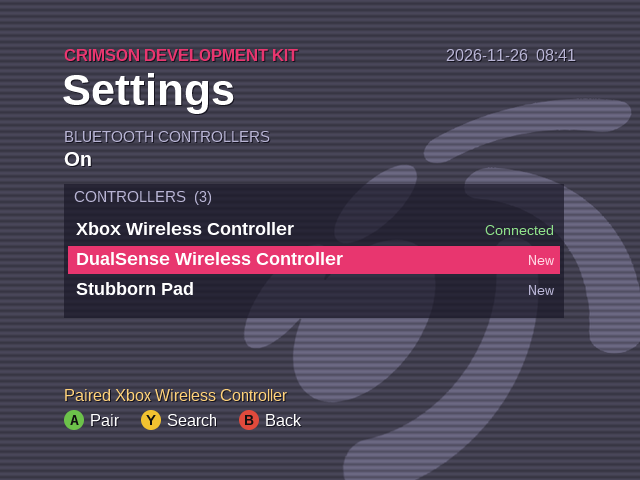 CRIMSON DEVELOPMENT KIT 2026-11-26 08:41
Settings
BLUETOOTH CONTROLLERS
On
CONTROLLERS (3)
Xbox Wireless Controller Connected
DualSense Wireless Controller New
Stubborn Pad New
Paired Xbox Wireless Controller
A Pair Y Search B Back